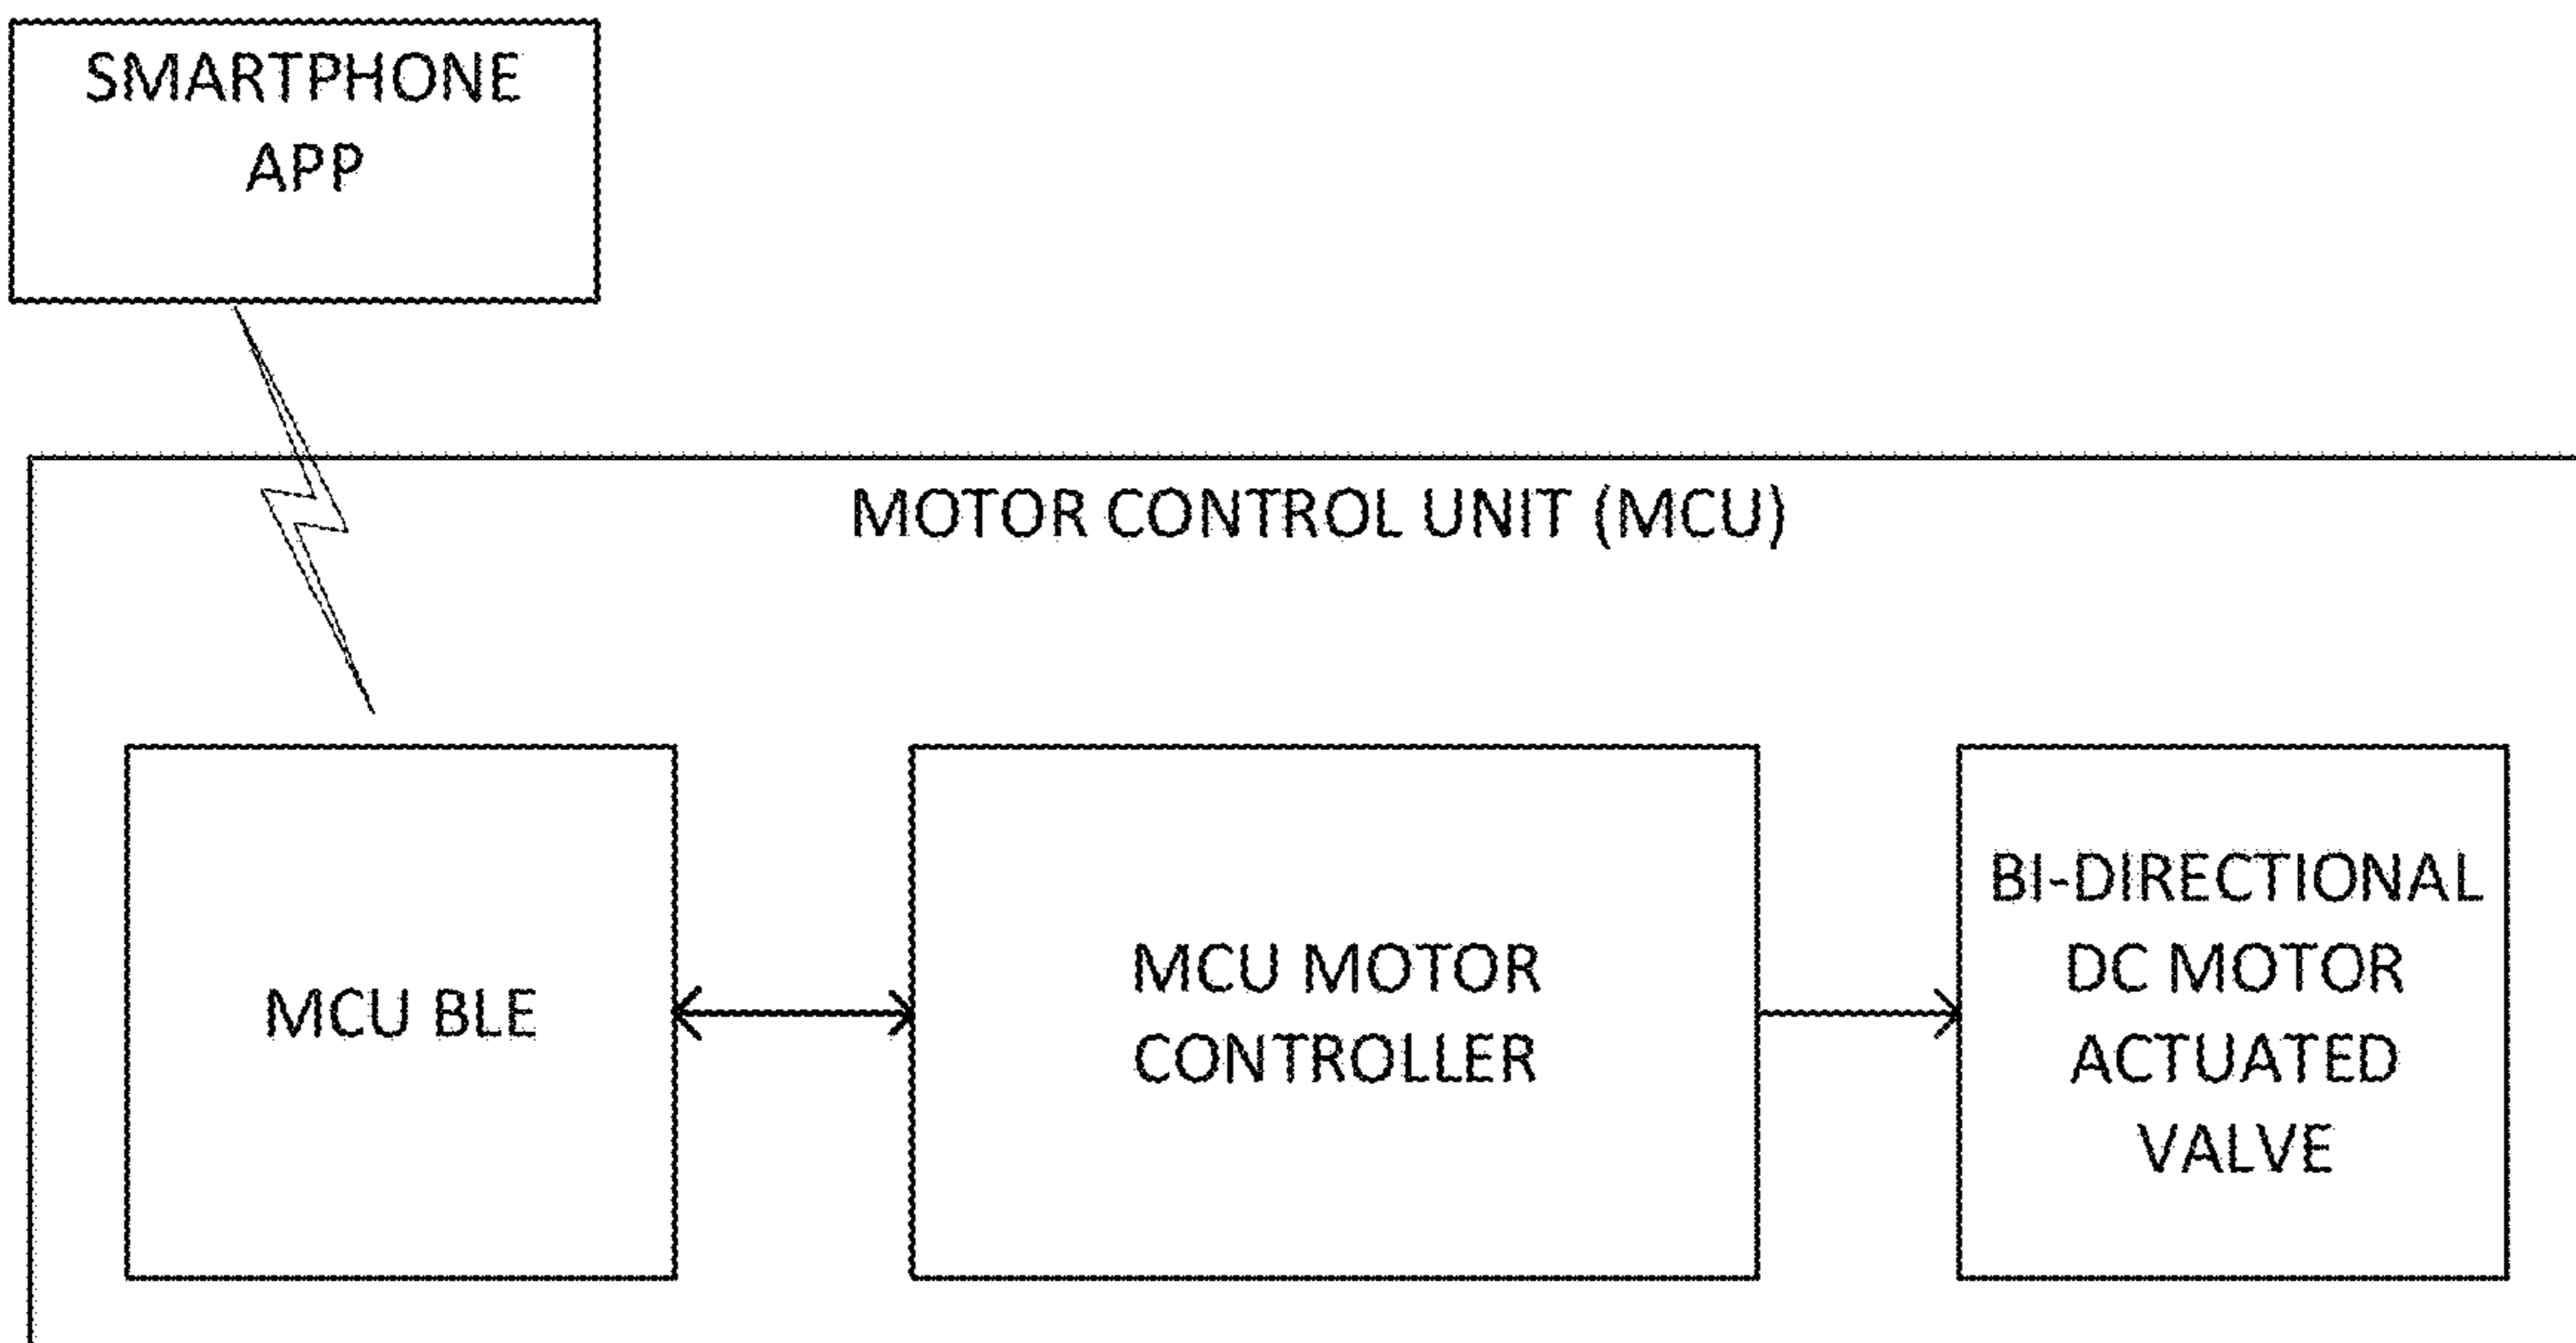 SMARTPHONE
APP
MOTOR CONTROL UNIT (MCU)
MCU BLE
MCU MOTOR
CONTROLLER
BI-DIRECTIONAL
DC MOTOR
ACTUATED
VALVE